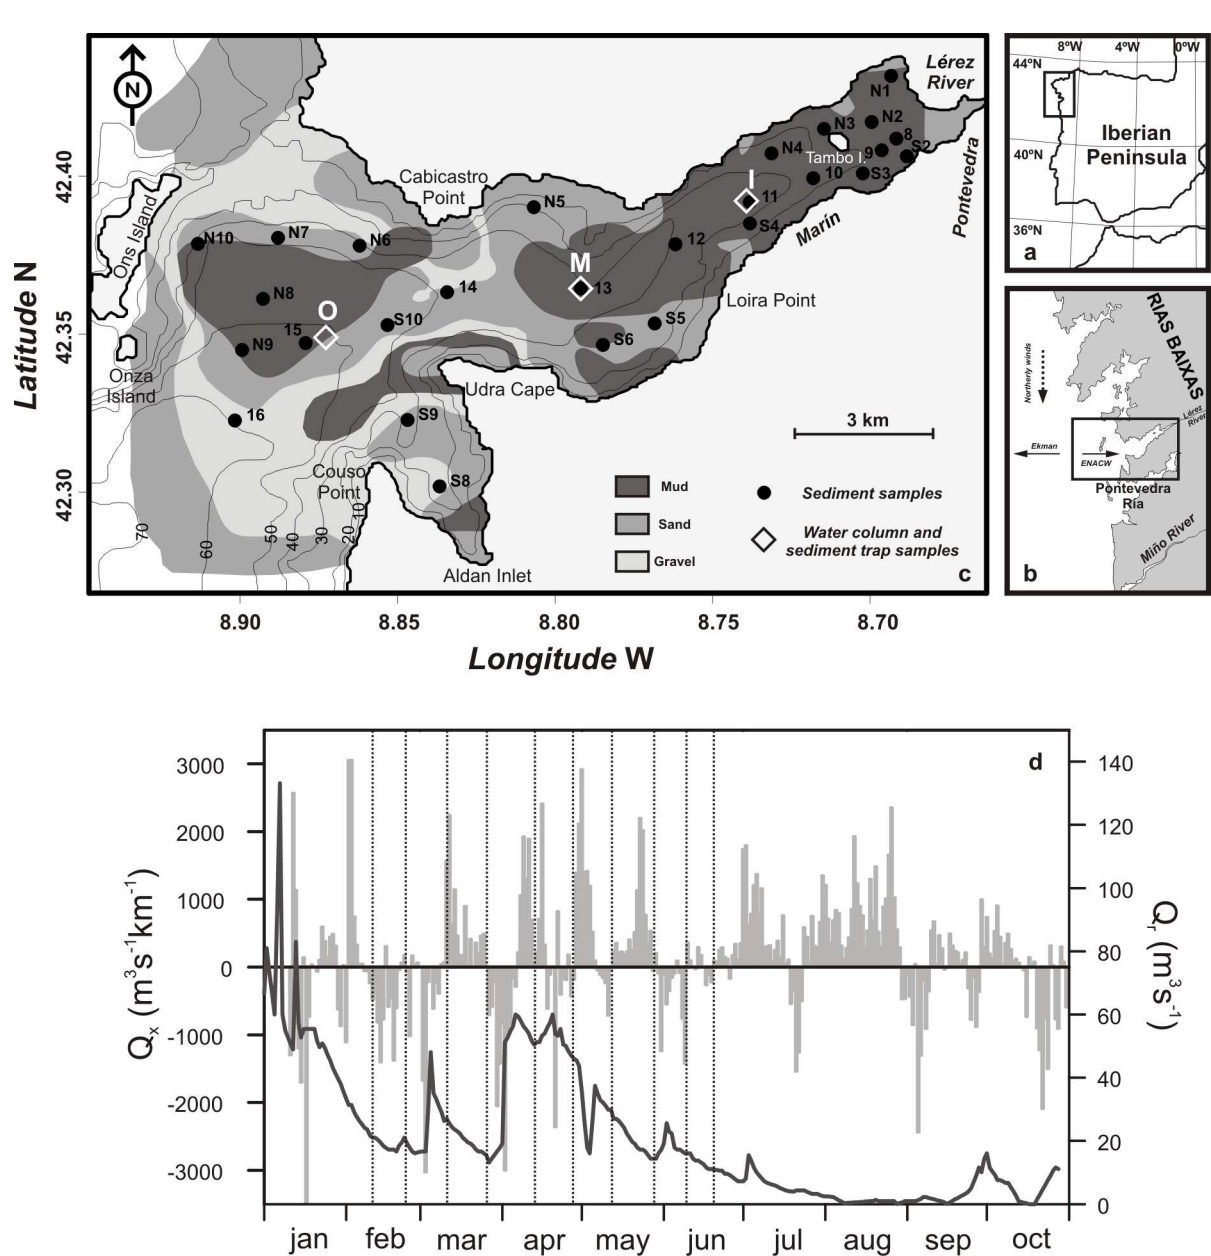 N
Lérez
River
N1
N2
N3
8
9
S2
N4
Tambo I.
10
S3
I
11
S4
Marín
Pontevedra
Cabicastro
Point
N5
12
M
13
Loira Point
S5
S6
Ons Island
N10
N7
N6
N8
O
15
N9
14
S10
Onza
Island
16
Udra Cape
S9
Couso
Point
S8
Aldan Inlet
70
60
50
40
30
20
10
3 km
Mud
Sand
Gravel
Sediment samples
Water column and
sediment trap samples
c
42.40
42.35
42.30
Latitude N
8.90
8.85
8.80
8.75
8.70
Longitude W
8ºW
4ºW
0ºW
44ºN
40ºN
36ºN
Iberian
Peninsula
a
RIAS BAIXAS
Northerly winds
Lérez
River
Ekman
ENACW
Pontevedra
Ría
Miño River
b
d
3000
2000
1000
0
-1000
-2000
-3000
Qx (m3s-1km-1)
140
120
100
80
60
40
20
0
Qr (m3s-1)
jan
feb
mar
apr
may
jun
jul
aug
sep
oct